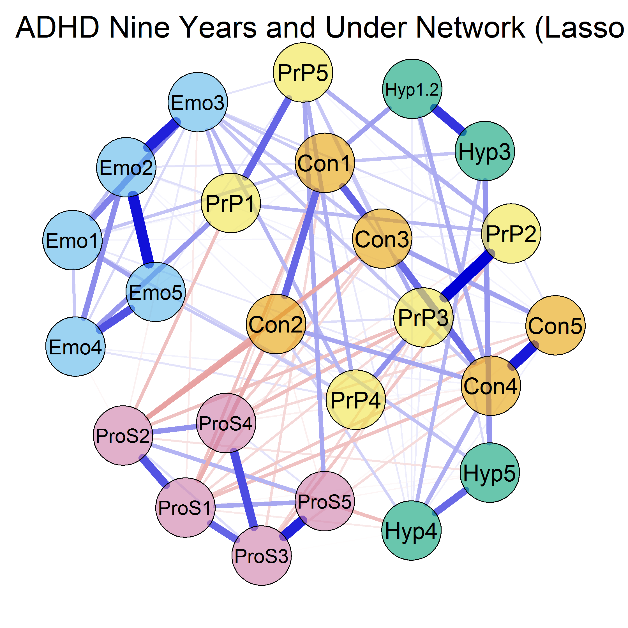 ADHD Nine Years and Under Network (Lasso
PrP5
Hyp1.2
Emo3
Hyp3
Con1
Emo2
PrP1
PrP2
Emo1
Con3
Emo5
PrP3
Con2
Con5
Emo4
Con4
PrP4
ProS4
ProS2
Hyp5
ProS5
ProS1
Hyp4
ProS3